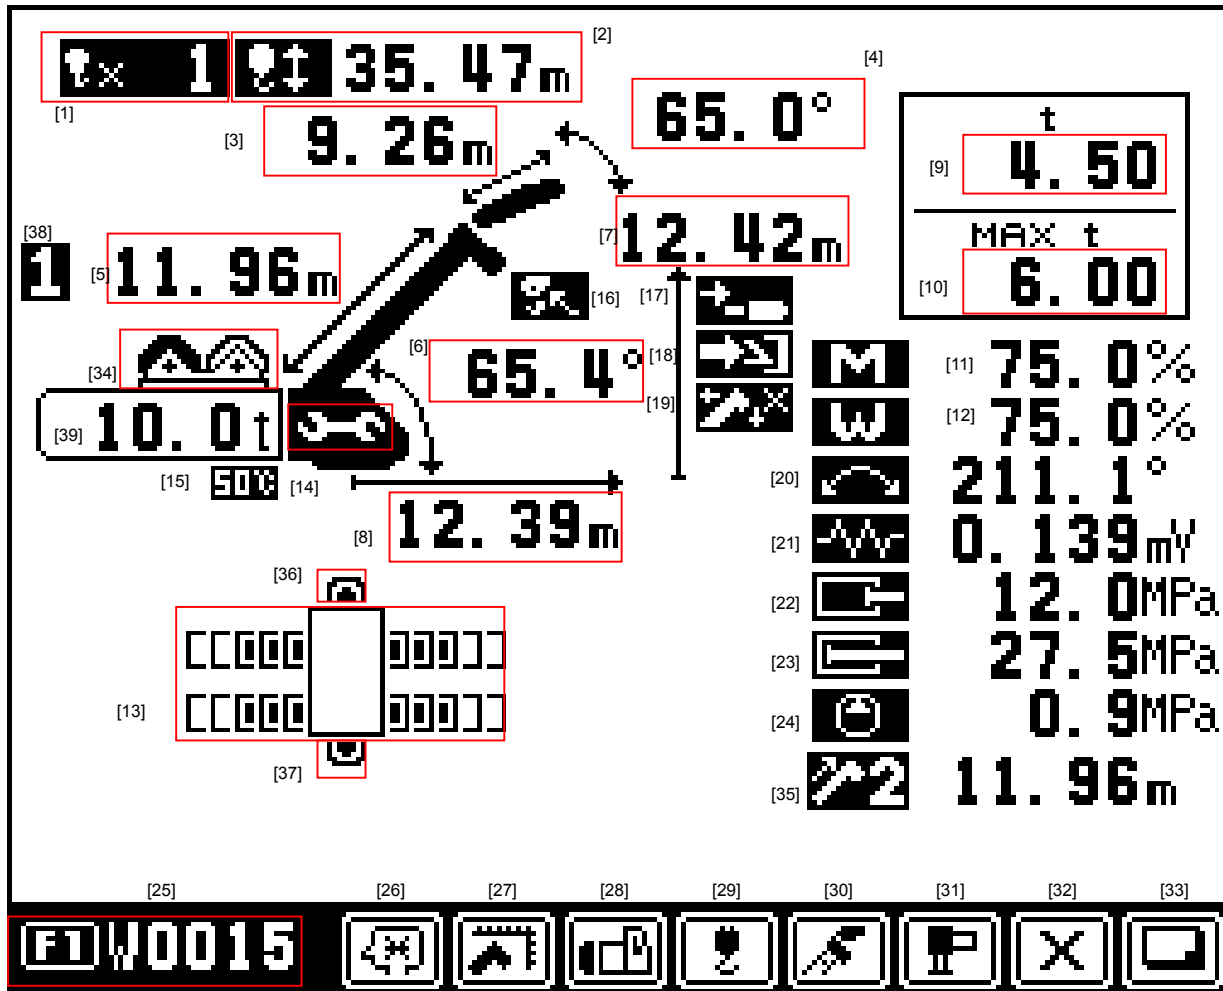 [2]
× 1 35.47m
[4]
[1]
65.0°
[3] 9.26m
t
[9] 4.50
[38]
1
[5] 11.96m
[7] 12.42m
MAX t
[10] 6.00
[16]
[17]
[6] 65.4°
[18]
[34]
[19]
M [11] 75.0%
[39] 10.0t
W [12] 75.0%
[15] 50% [14]
[20] 211.1°
[8] 12.39m
[21] 0.139mV
[36]
[22] 12.0MPa
[23] 27.5MPa
[13]
[24] 0.9MPa
[37]
[35] 2 11.96m
[25] [26] [27] [28] [29] [30] [31] [32] [33]
F1 W0015